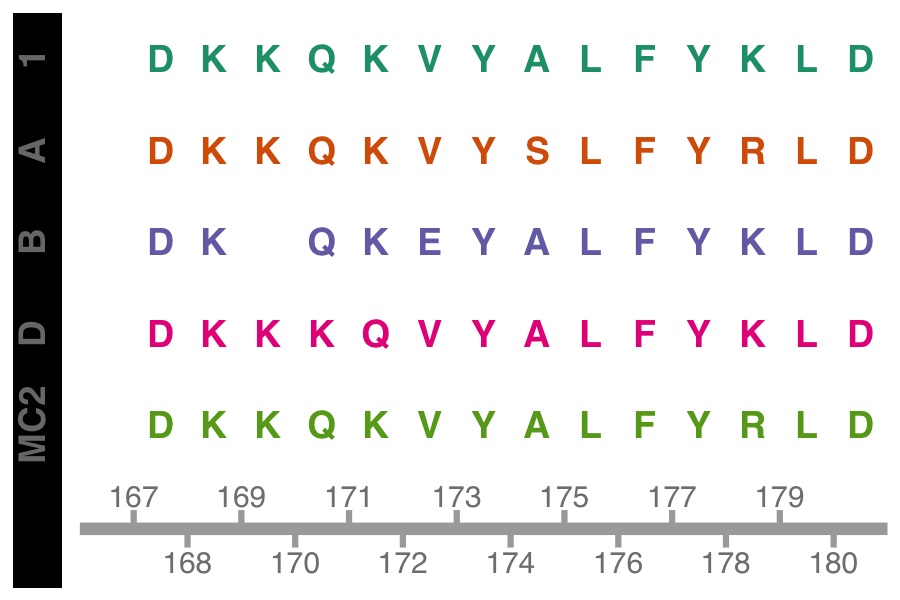 1 D K K Q K V Y A L F Y K L D
A D K K Q K V Y S L F Y R L D
B D K Q K E Y A L F Y K L D
D D K K K Q V Y A L F Y K L D
MC2 D K K Q K V Y A L F Y R L D
167 169 171 173 175 177 179
168 170 172 174 176 178 180